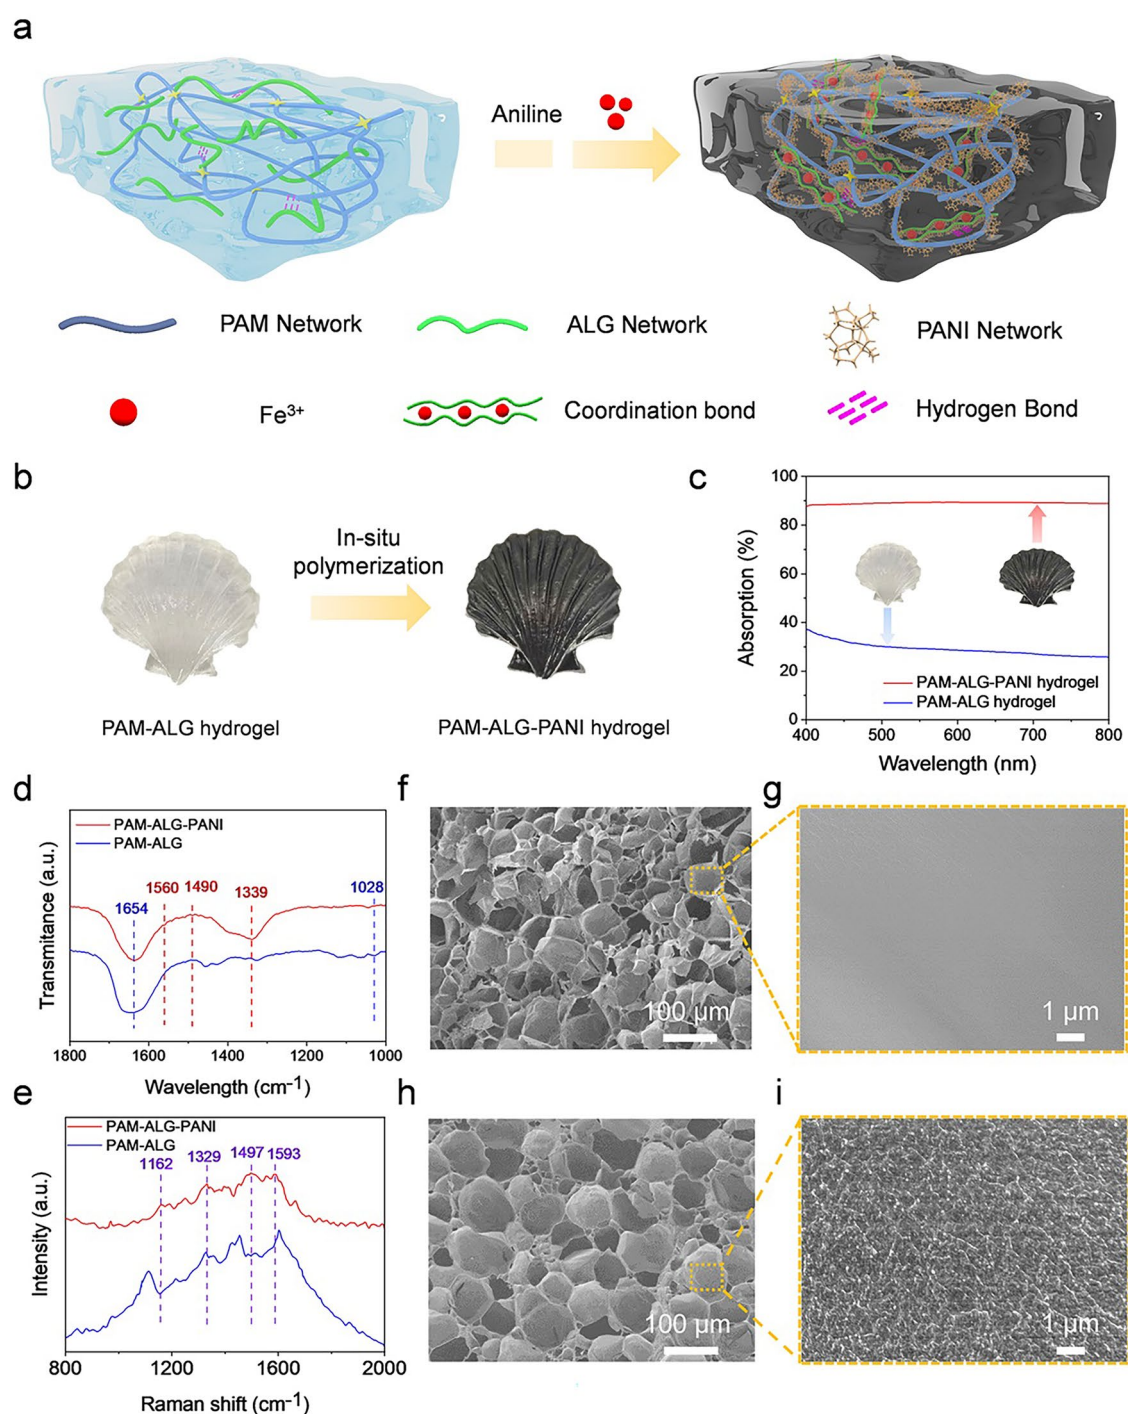 a
Aniline
PAM Network
ALG Network
PANI Network
Fe³⁺
Coordination bond
Hydrogen Bond
b
In-situ
polymerization
PAM-ALG hydrogel
PAM-ALG-PANI hydrogel
c
100
80
60
40
20
0
Absorption (%)
PAM-ALG-PANI hydrogel
PAM-ALG hydrogel
400
500
600
700
800
Wavelength (nm)
d
PAM-ALG-PANI
PAM-ALG
1654
1560
1490
1339
1028
Transmitance (a.u.)
1800
1600
1400
1200
1000
Wavelength (cm⁻¹)
e
PAM-ALG-PANI
PAM-ALG
1162
1329
1497
1593
Intensity (a.u.)
800
1200
1600
2000
Raman shift (cm⁻¹)
f
100 μm
g
1 μm
h
100 μm
i
1 μm